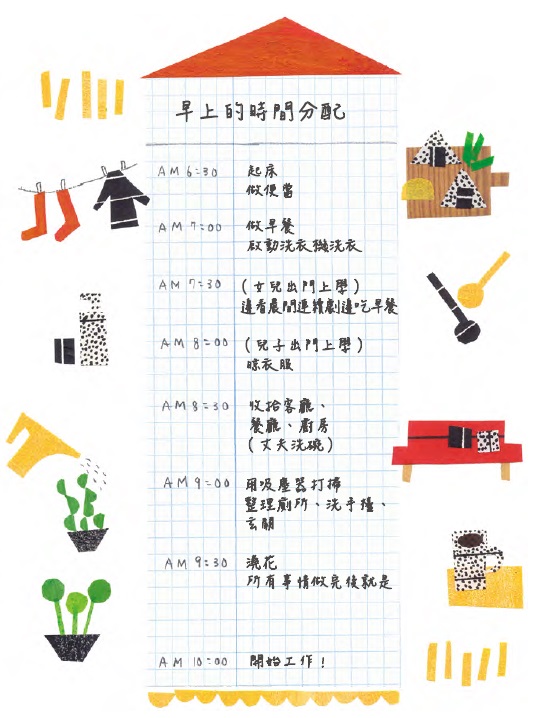 早上的時間分配
AM 6:30 起床
做便當
AM 7:00 做早餐
啟動洗衣機洗衣
AM 7:30 (女兒出門上學)
邊看晨間連續劇邊吃早餐
AM 8:00 (兒子出門上學)
晾衣服
AM 8:30 收拾客廳、
餐廳、廚房
(丈夫洗碗)
AM 9:00 用吸塵器打掃
整理廁所、洗手檯、
玄關
AM 9:30 澆花
所有事情做完後就是
AM 10:00 開始工作!